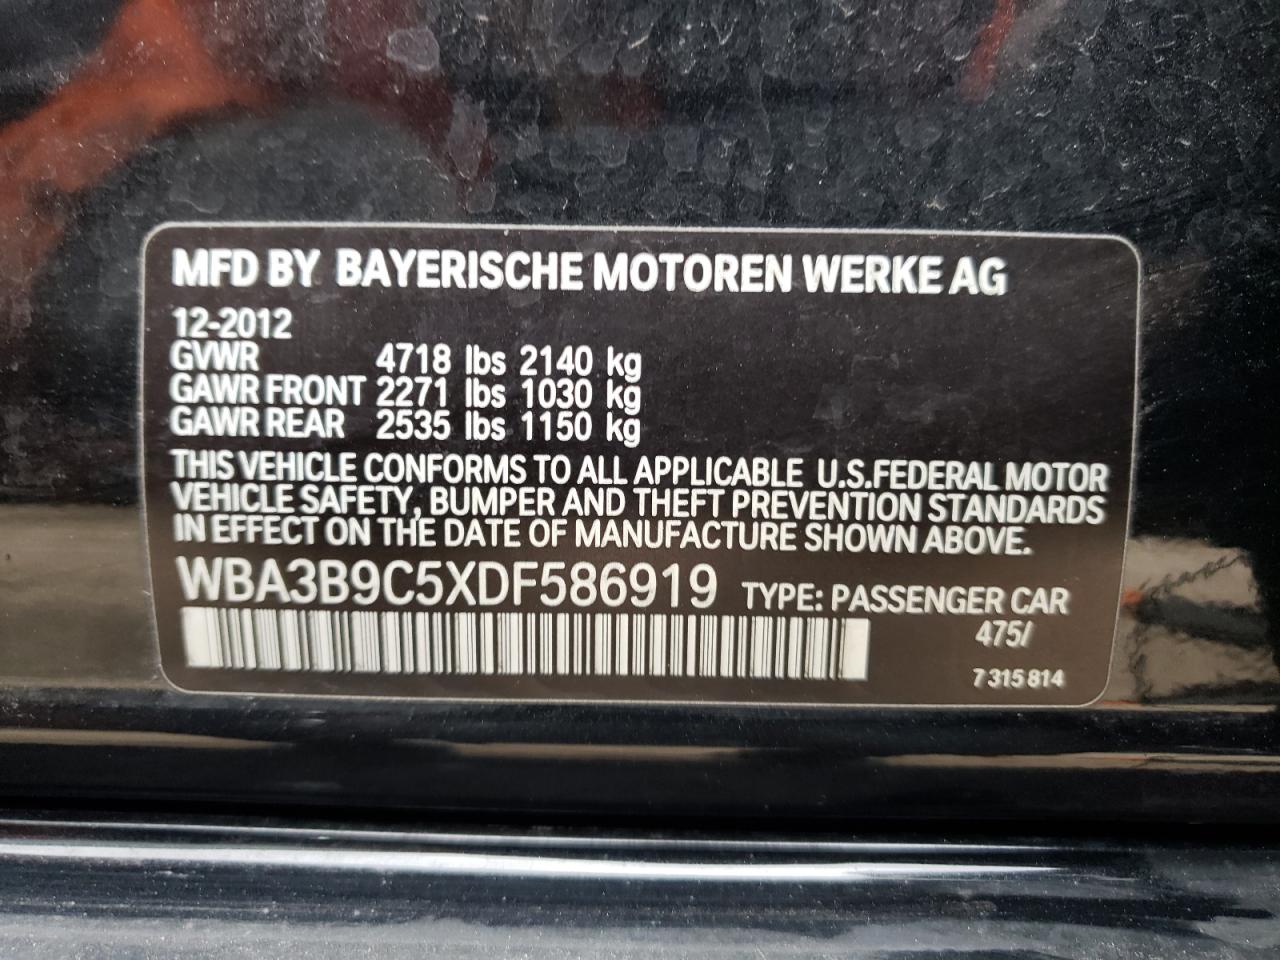 MFD BY BAYERISCHE MOTOREN WERKE AG
12-2012
GVWR 4718 lbs 2140 kg
GAWR FRONT 2271 lbs 1030 kg
GAWR REAR 2535 lbs 1150 kg
THIS VEHICLE CONFORMS TO ALL APPLICABLE U.S.FEDERAL MOTOR
VEHICLE SAFETY, BUMPER AND THEFT PREVENTION STANDARDS
IN EFFECT ON THE DATE OF MANUFACTURE SHOWN ABOVE.
WBA3B9C5XDF586919 TYPE: PASSENGER CAR
475/
7 315 814